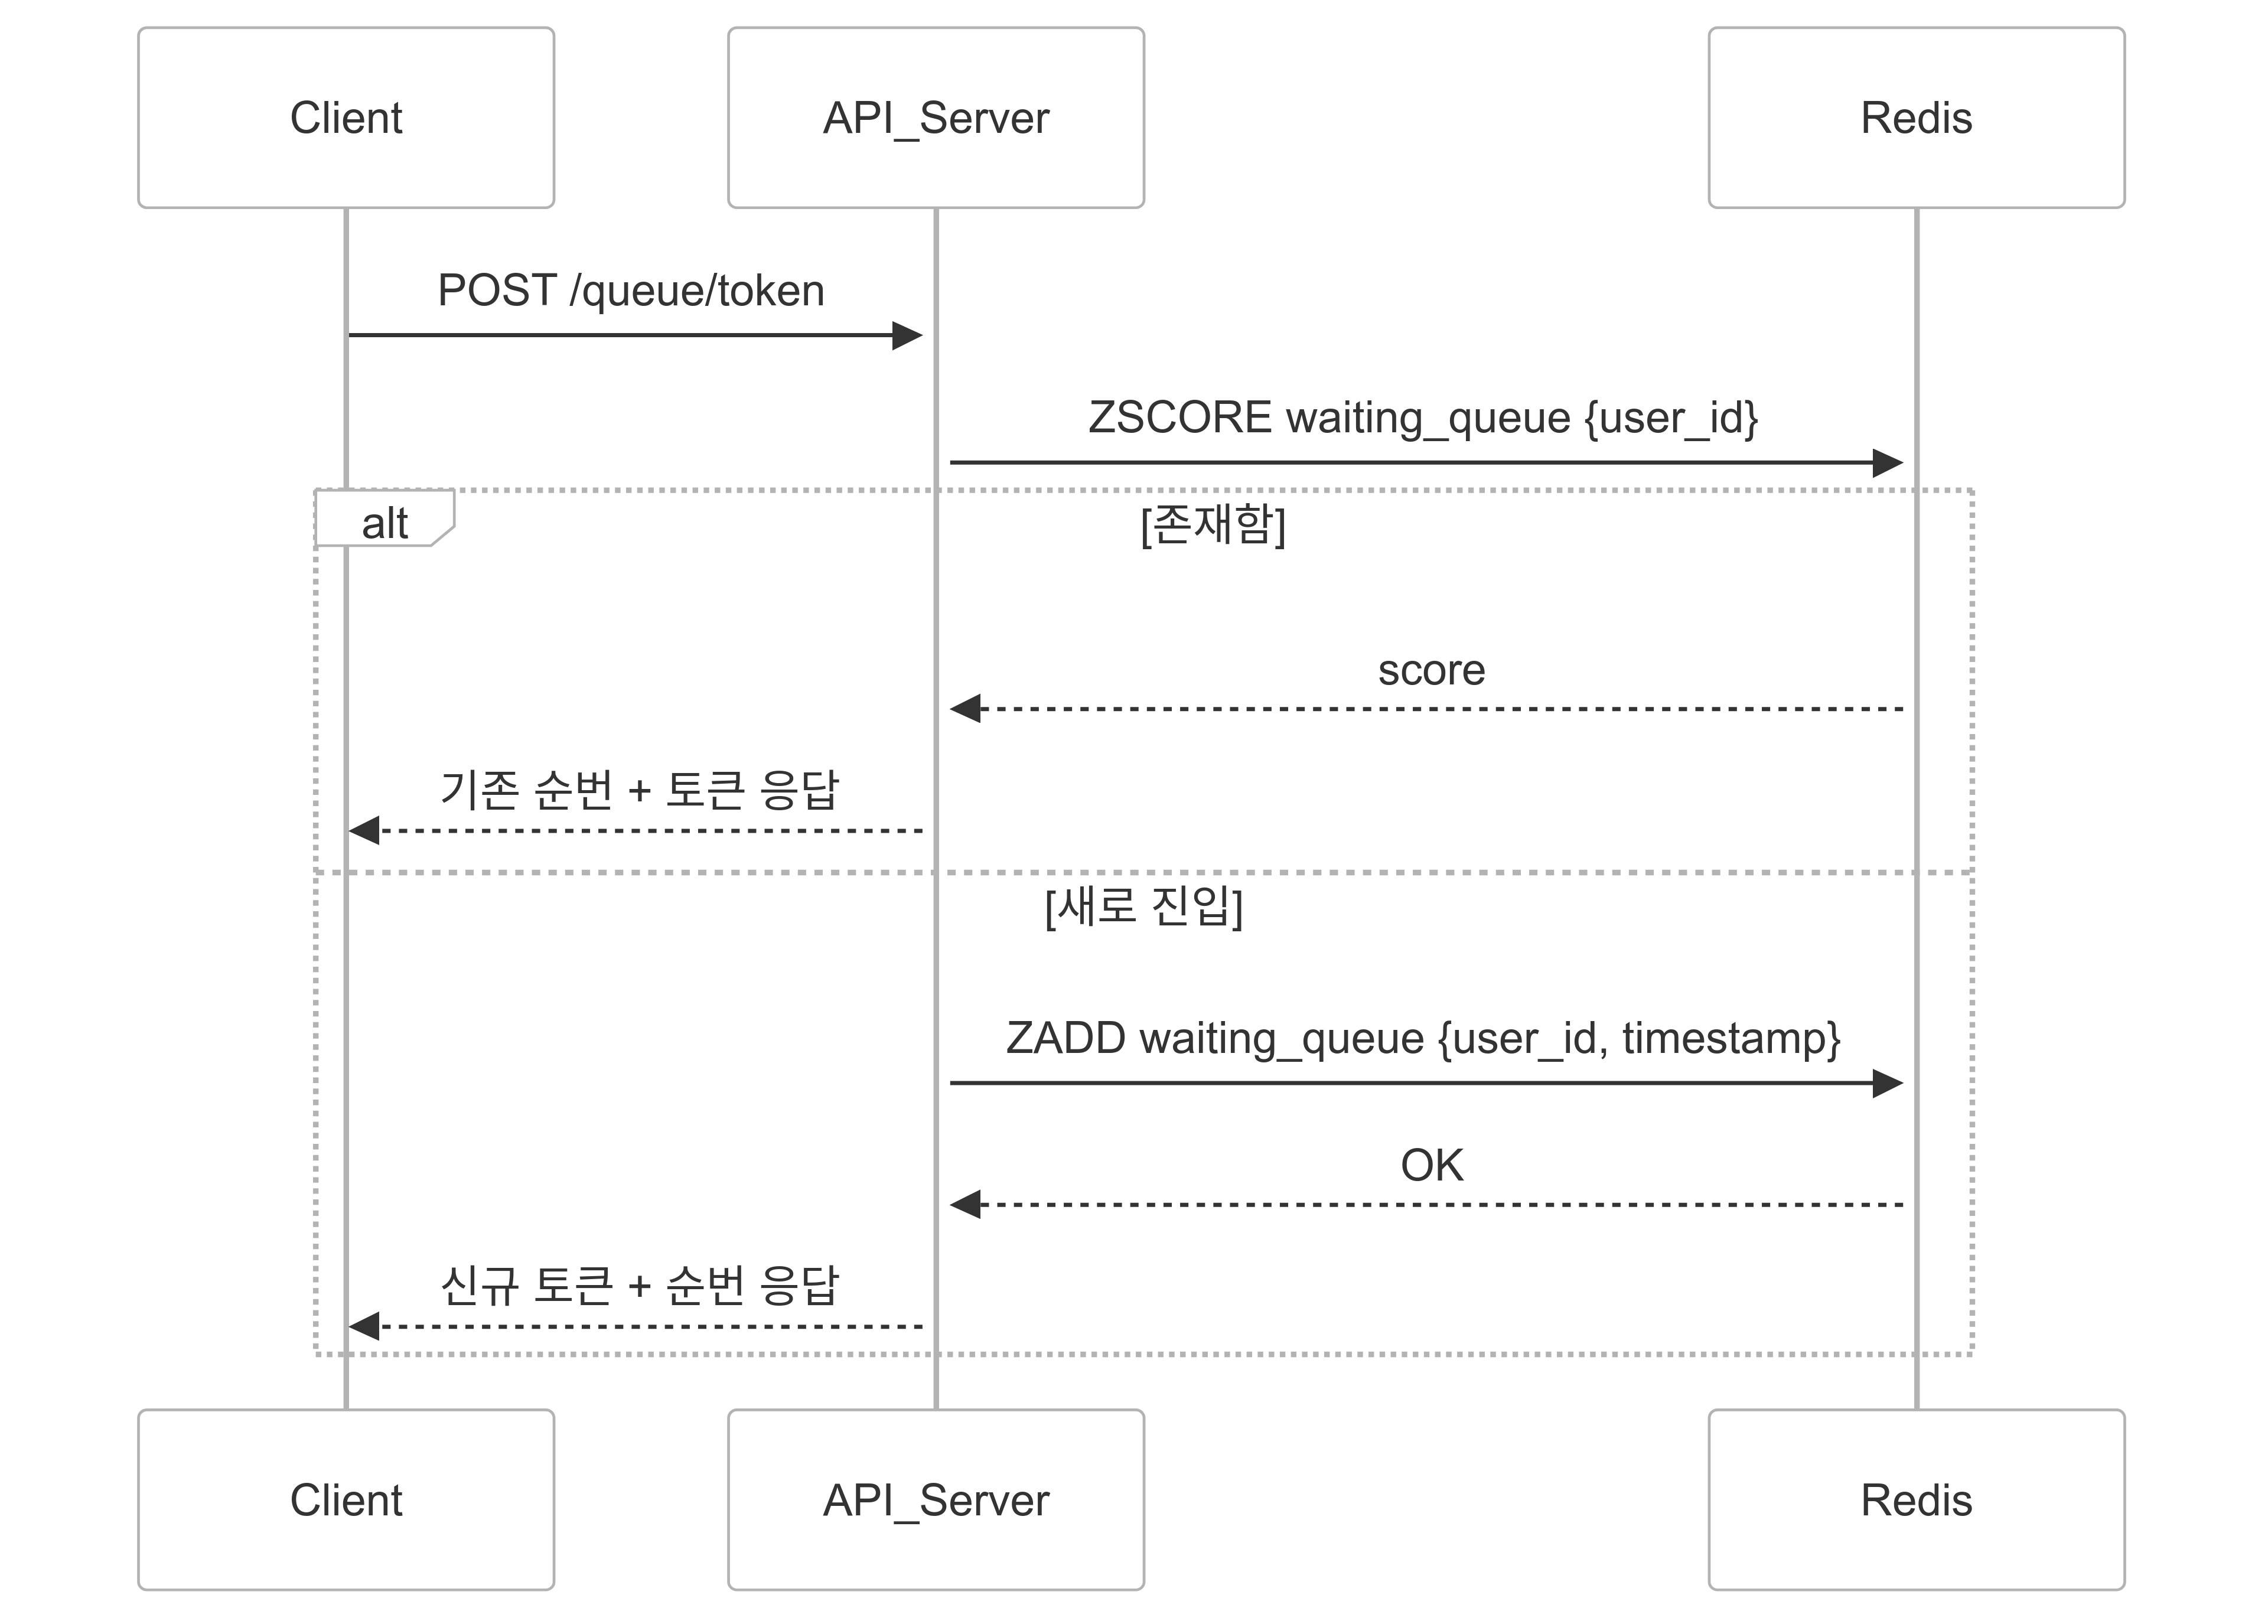 Client
API_Server
Redis
POST /queue/token
ZSCORE waiting_queue {user_id}
alt
[존재함]
score
기존 순번 + 토큰 응답
[새로 진입]
ZADD waiting_queue {user_id, timestamp}
OK
신규 토큰 + 순번 응답
Client
API_Server
Redis